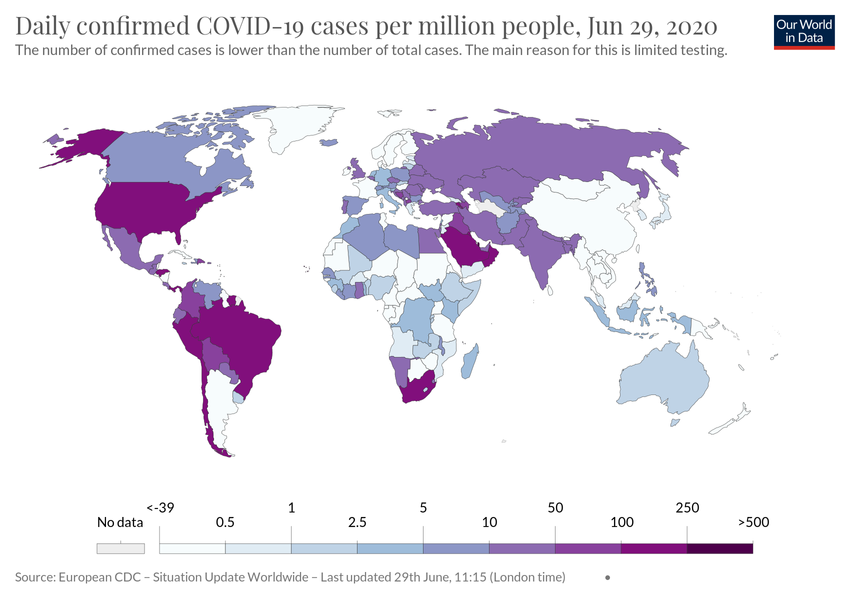 Daily confirmed COVID-19 cases per million people, Jun 29, 2020
Our World
in Data
The number of confirmed cases is lower than the number of total cases. The main reason for this is limited testing.
<-39 1 5 50 250
No data 0.5 2.5 10 100 >500
Source: European CDC – Situation Update Worldwide – Last updated 29th June, 11:15 (London time) •